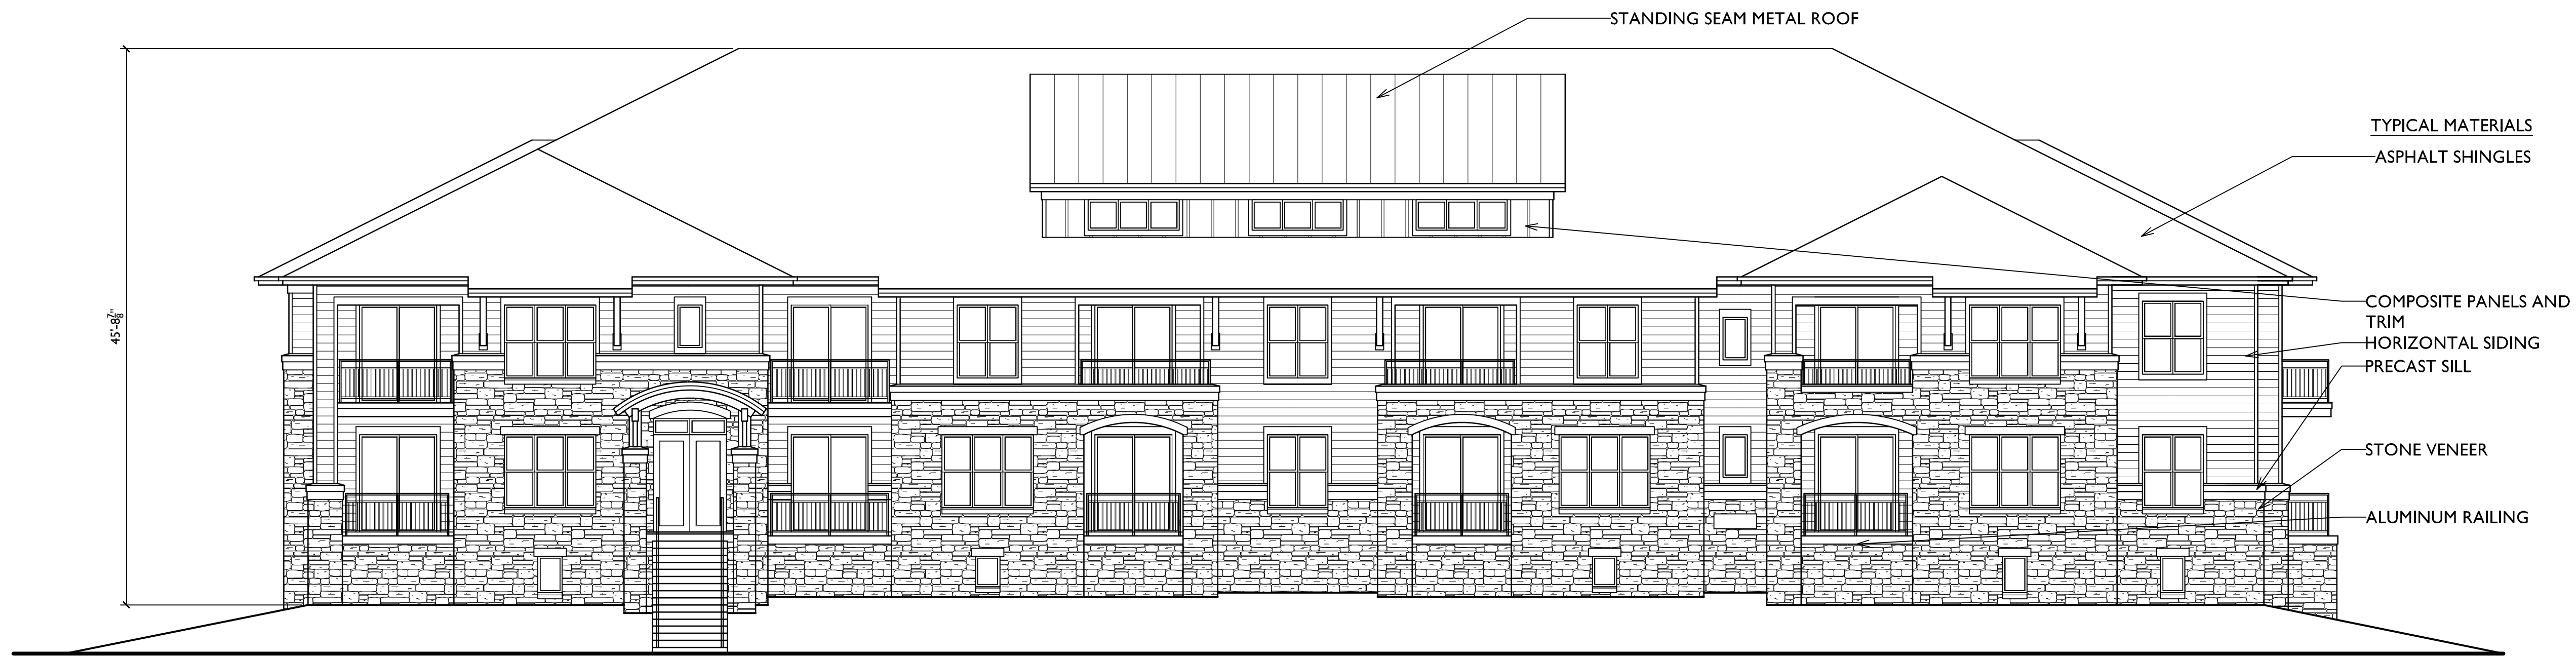 STANDING SEAM METAL ROOF
TYPICAL MATERIALS
ASPHALT SHINGLES
45'-8⅞"
COMPOSITE PANELS AND
TRIM
HORIZONTAL SIDING
PRECAST SILL
STONE VENEER
ALUMINUM RAILING